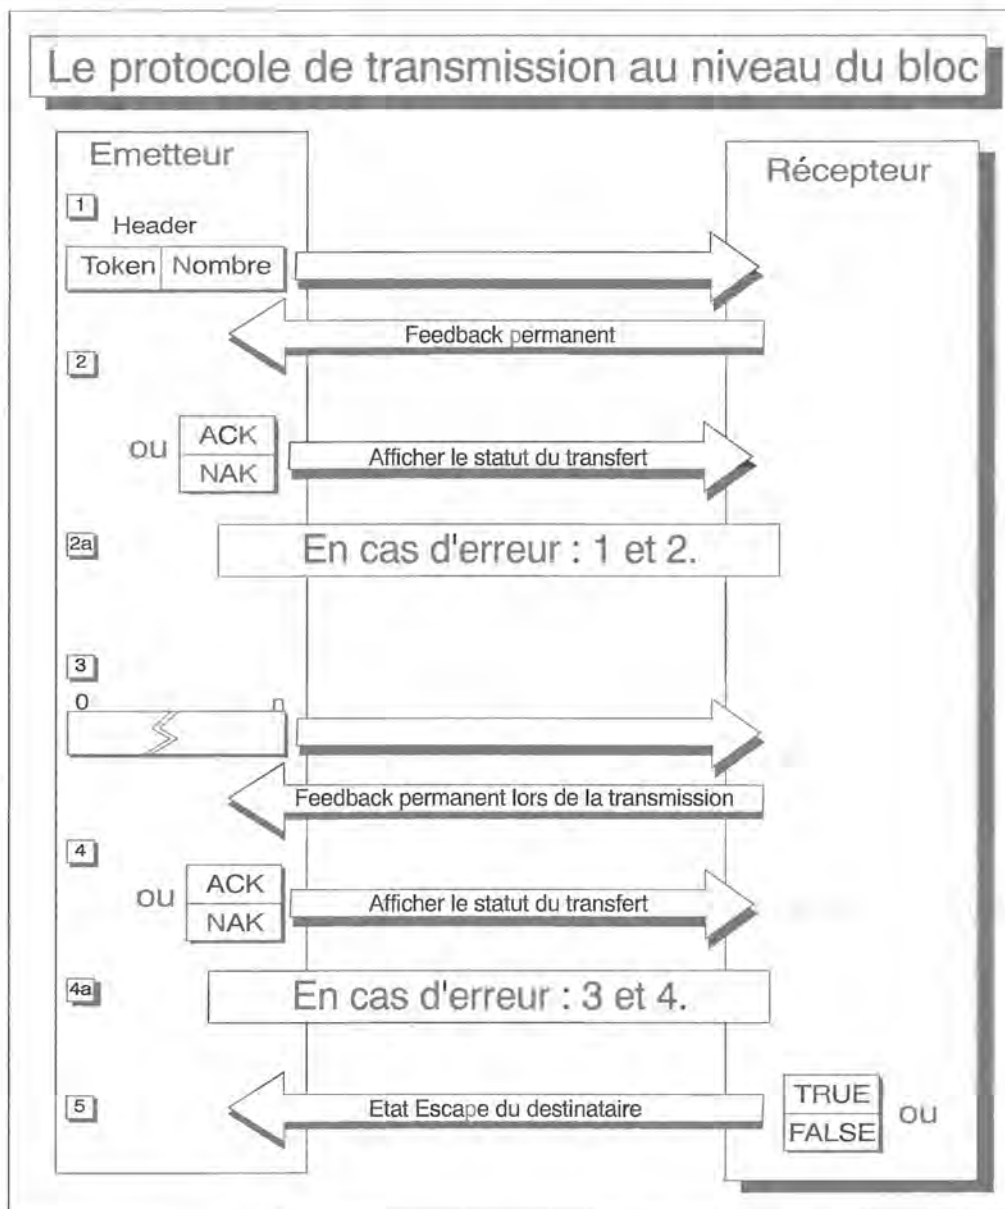 Le protocole de transmission au niveau du bloc
Emetteur
Récepteur
1
Header
Token Nombre
Feedback permanent
2
ou
ACK
NAK
Afficher le statut du transfert
2a
En cas d'erreur : 1 et 2.
3
0 n
Feedback permanent lors de la transmission
4
ou
ACK
NAK
Afficher le statut du transfert
4a
En cas d'erreur : 3 et 4.
5
Etat Escape du destinataire
TRUE
FALSE
ou